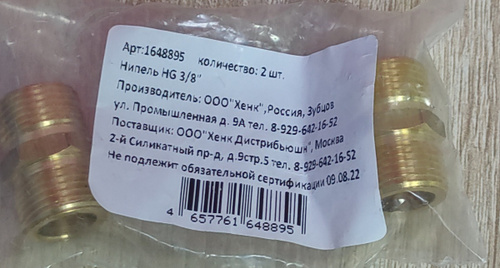 Арт:1648895 количество: 2 шт.
Нипель HG 3/8"
Производитель: ООО"Хенк",Россия, Зубцов
ул. Промышленная д. 9А тел. 8-929-642-16-52
Поставщик: ООО"Хенк Дистрибьюшн", Москва
2-й Силикатный пр-д, д.9стр.5 тел. 8-929-642-16-52
Не подлежит обязательной сертификации 09.08.22
4 657761 648895